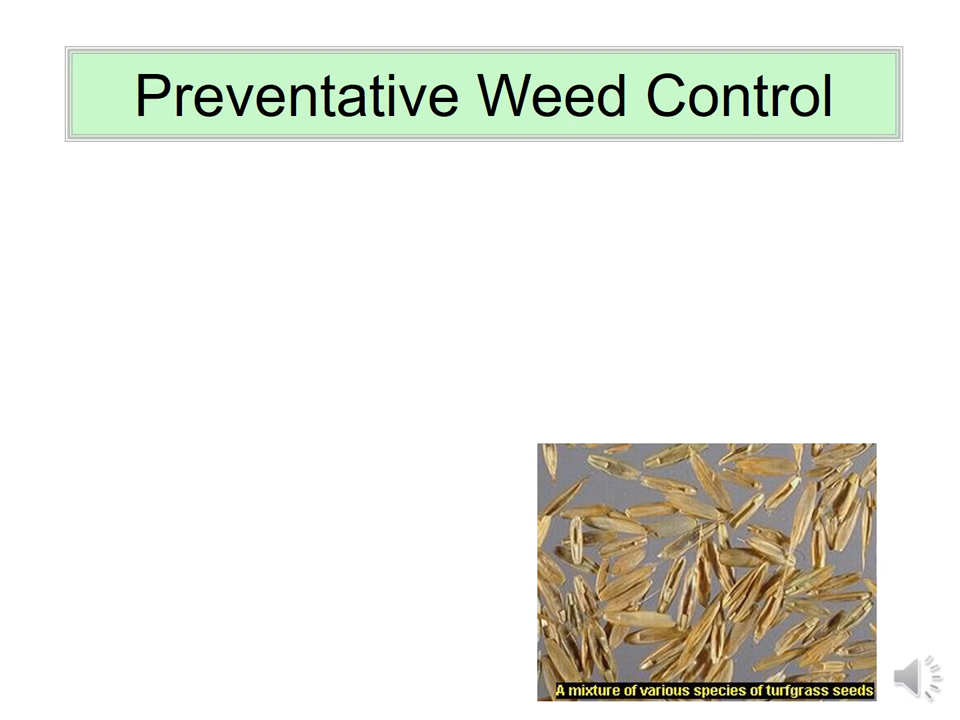 Preventative Weed Control
A mixture of various species of turfgrass seeds